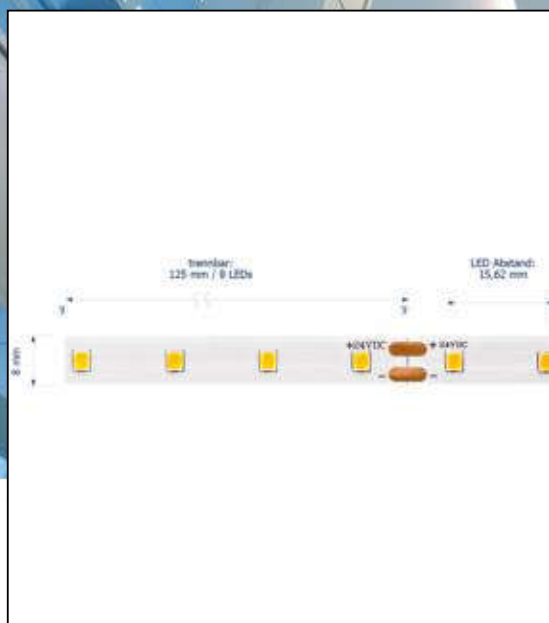 trennbar:
125 mm / 8 LEDs
LED Abstand:
15,62 mm
8 mm
+24VDC
+ 24VDC
-
-